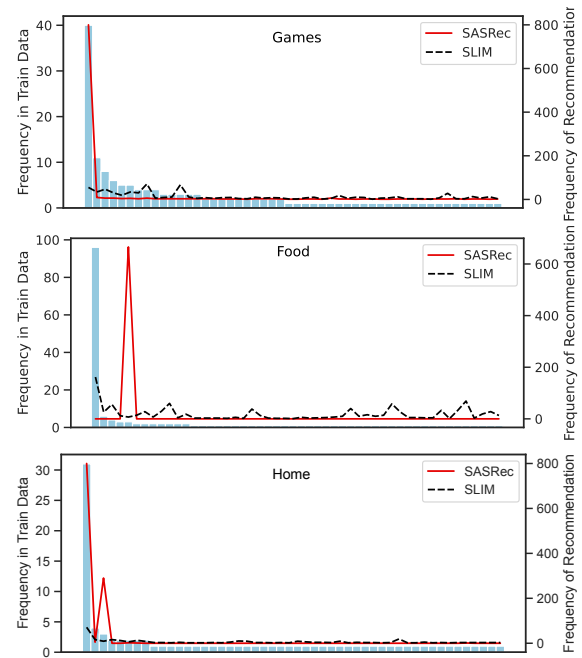 Games
SASRec
SLIM
Frequency in Train Data
40
30
20
10
0
Frequency of Recommendation
800
600
400
200
0
Food
SASRec
SLIM
Frequency in Train Data
100
80
60
40
20
0
Frequency of Recommendation
600
400
200
0
Home
SASRec
SLIM
Frequency in Train Data
30
25
20
15
10
5
0
Frequency of Recommendation
800
600
400
200
0